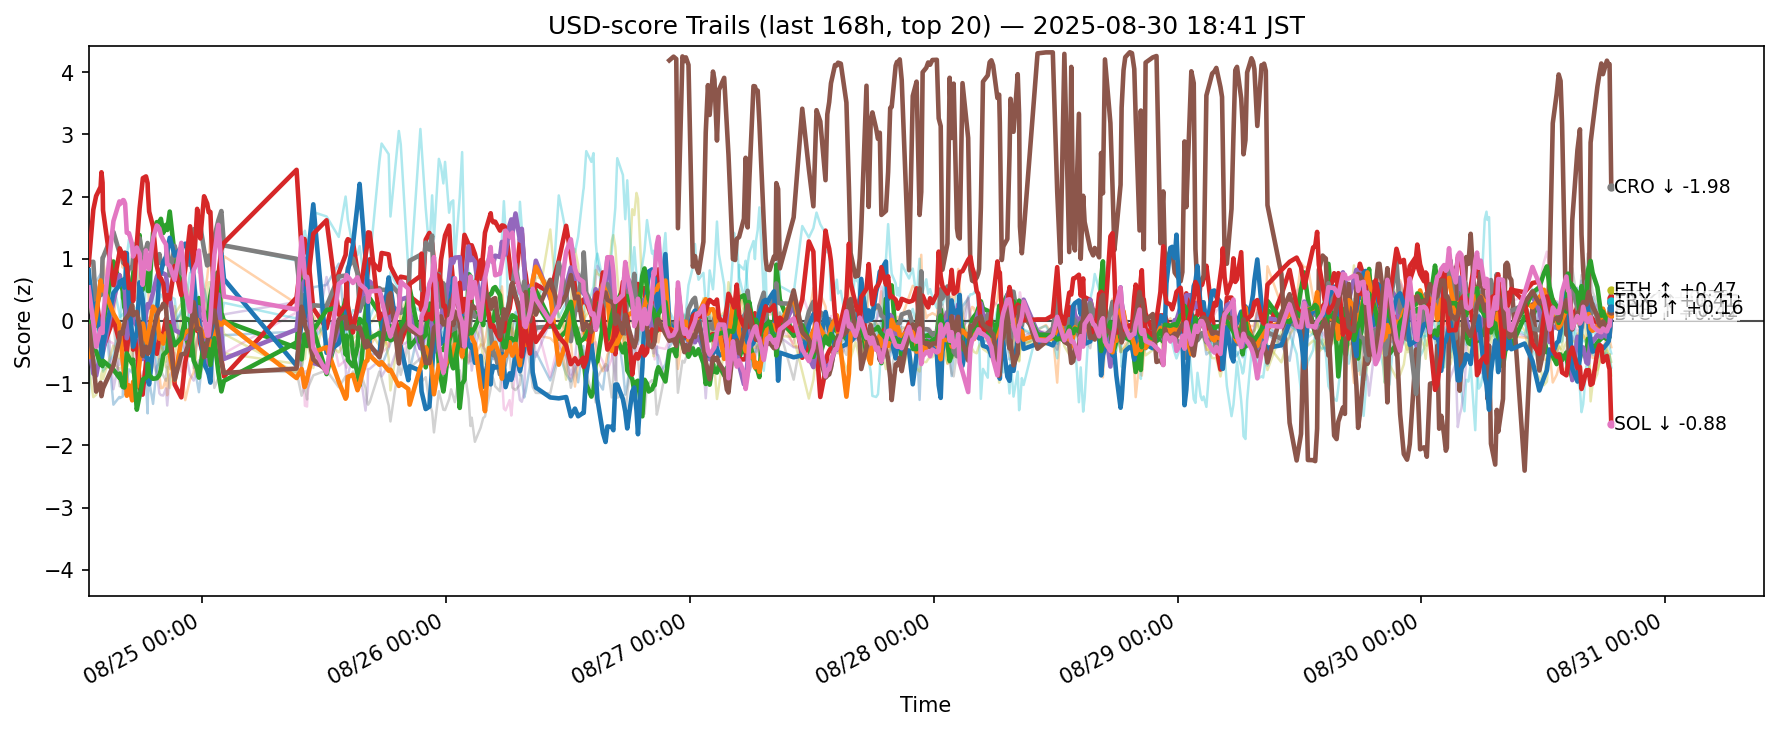 USD-score Trails (last 168h, top 20) — 2025-08-30 18:41 JST
Score (z)
4
3
2
1
0
−1
−2
−3
−4
CRO ↓ -1.98
ETH ↑ +0.47
SHIB ↑ +0.16
SOL ↓ -0.88
08/25 00:00
08/26 00:00
08/27 00:00
08/28 00:00
08/29 00:00
08/30 00:00
08/31 00:00
Time